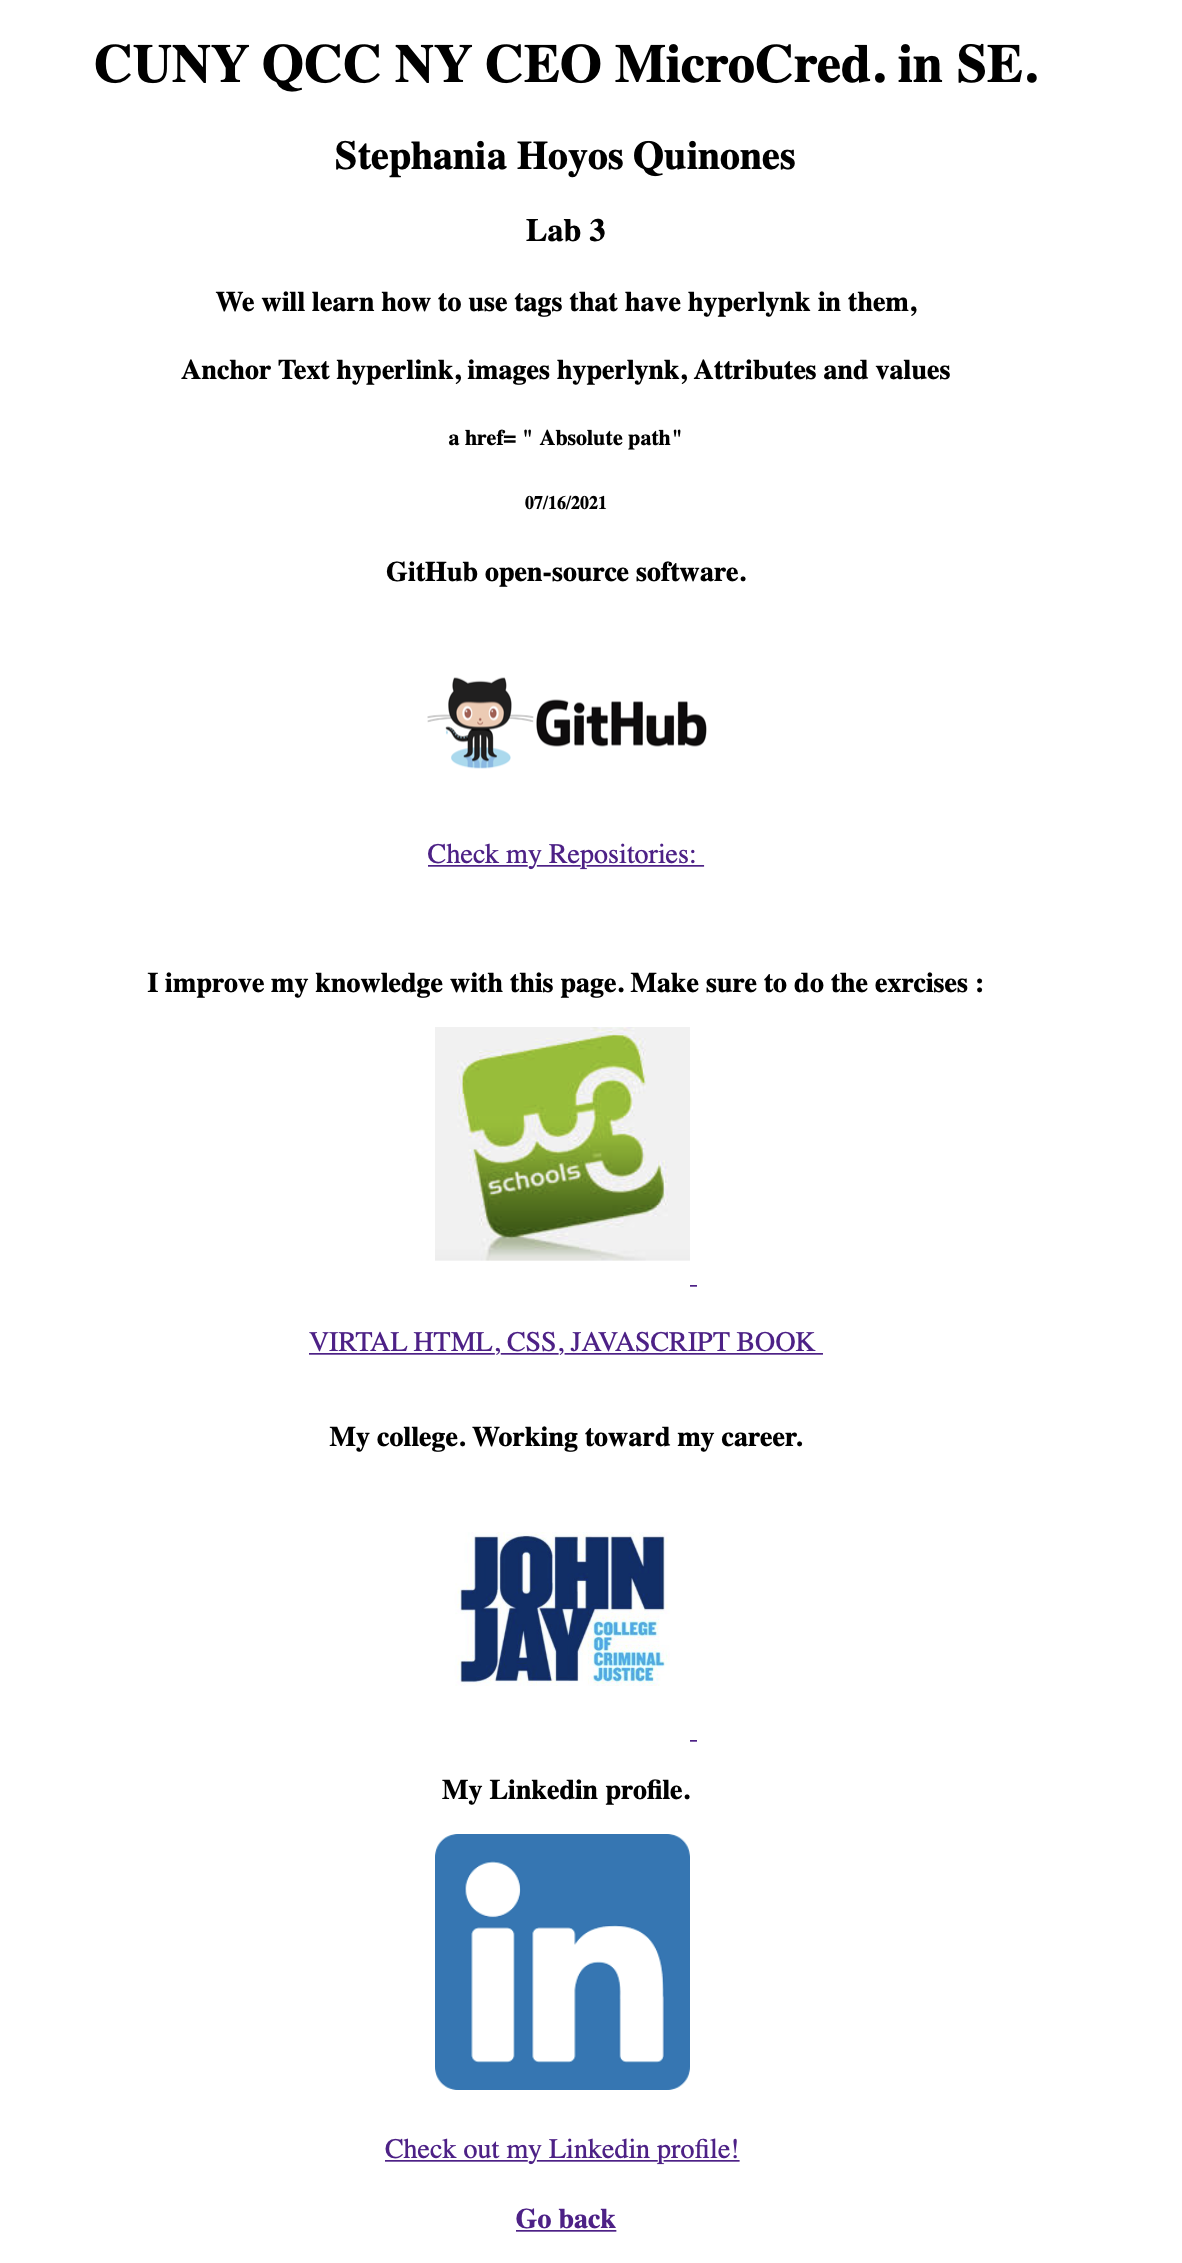 CUNY QCC NY CEO MicroCred. in SE.
Stephania Hoyos Quinones
Lab 3
We will learn how to use tags that have hyperlynk in them,
Anchor Text hyperlink, images hyperlynk, Attributes and values
a href= " Absolute path"
07/16/2021
GitHub open-source software.
GitHub
Check my Repositories:
I improve my knowledge with this page. Make sure to do the exrcises :
w3
schools
VIRTAL HTML, CSS, JAVASCRIPT BOOK
My college. Working toward my career.
JOHN
JAY
COLLEGE
OF
CRIMINAL
JUSTICE
My Linkedin profile.
in
Check out my Linkedin profile!
Go back